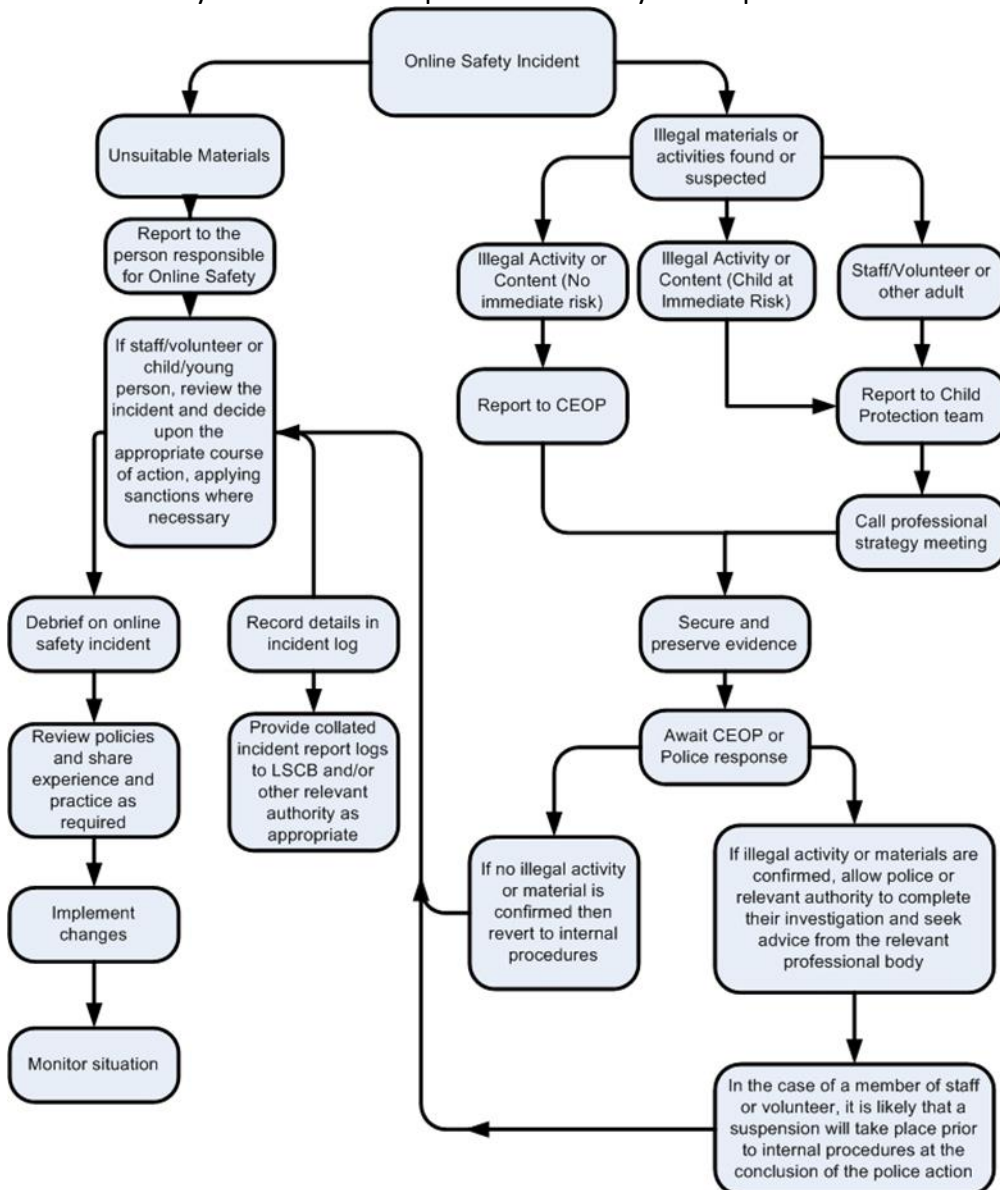 Online Safety Incident
Unsuitable Materials
Report to the
person responsible
for Online Safety
If staff/volunteer or
child/young
person, review the
incident and decide
upon the
appropriate course
of action, applying
sanctions where
necessary
Debrief on online
safety incident
Review policies
and share
experience and
practice as
required
Implement
changes
Monitor situation
Record details in
incident log
Provide collated
incident report logs
to LSCB and/or
other relevant
authority as
appropriate
Illegal materials or
activities found or
suspected
Illegal Activity or
Content (No
immediate risk)
Illegal Activity or
Content (Child at
Immediate Risk)
Staff/Volunteer or
other adult
Report to CEOP
Report to Child
Protection team
Call professional
strategy meeting
Secure and
preserve evidence
Await CEOP or
Police response
If no illegal activity
or material is
confirmed then
revert to internal
procedures
If illegal activity or materials are
confirmed, allow police or
relevant authority to complete
their investigation and seek
advice from the relevant
professional body
In the case of a member of staff
or volunteer, it is likely that a
suspension will take place prior
to internal procedures at the
conclusion of the police action